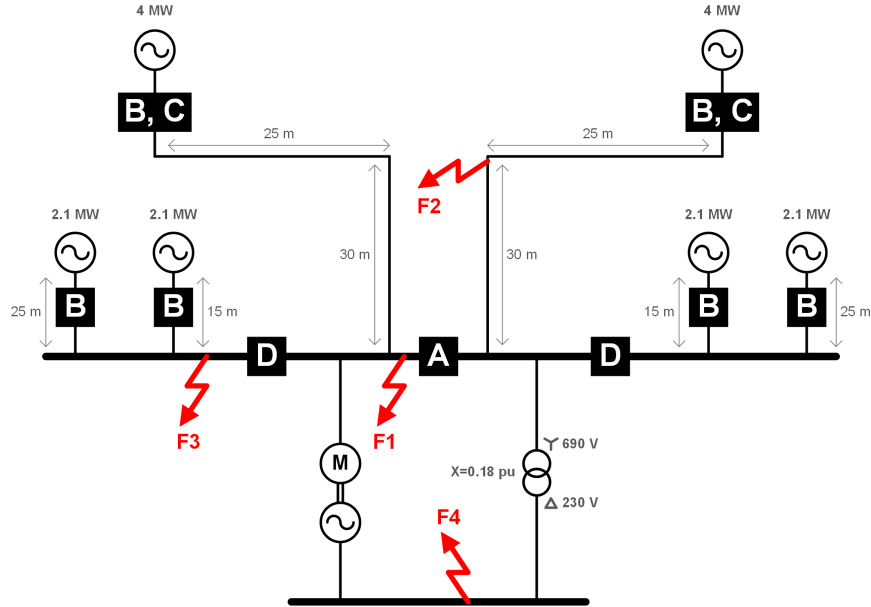 4 MW
4 MW
B, C
B, C
25 m
25 m
F2
2.1 MW
2.1 MW
2.1 MW
2.1 MW
30 m
30 m
25 m
B
B
15 m
15 m
B
B
25 m
D
A
D
F3
F1
690 V
M
X=0.18 pu
230 V
F4